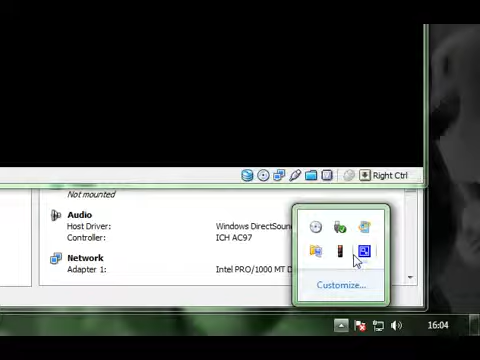 Right Ctrl
Not mounted
Audio
Host Driver: Windows DirectSoun
Controller: ICH AC97
Network
Adapter 1: Intel PRO/1000 MT D
Customize...
16:04